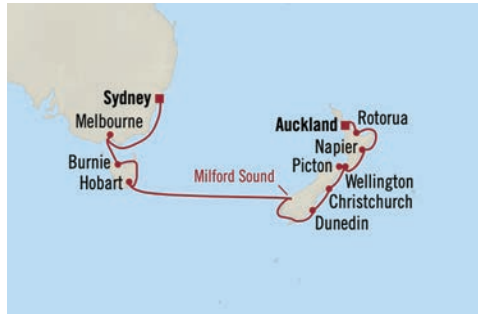 Sydney
Melbourne
Auckland
Rotorua
Napier
Burnie
Picton
Milford Sound
Wellington
Hobart
Christchurch
Dunedin